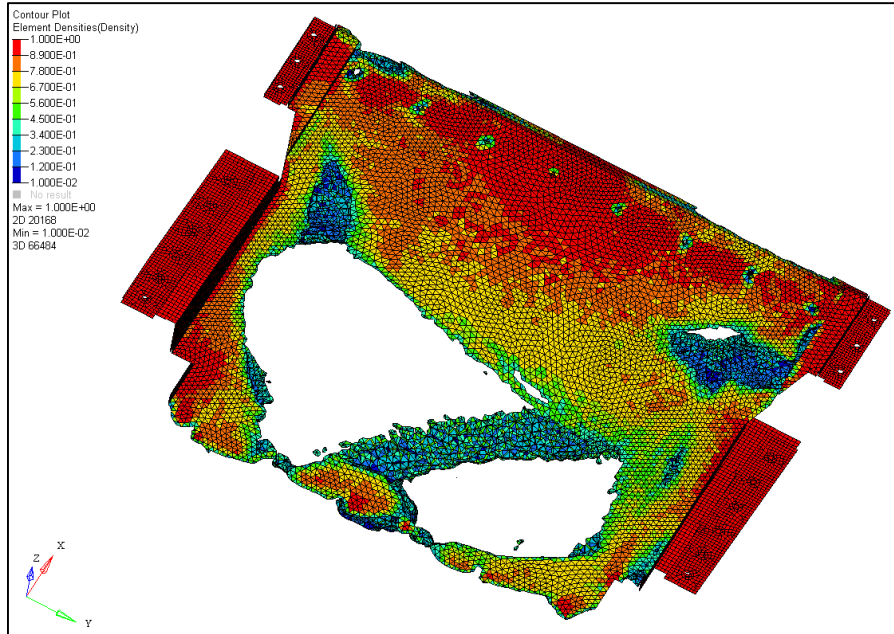 Contour Plot
Element Densities(Density)
1.000E+00
8.900E-01
7.800E-01
6.700E-01
5.600E-01
4.500E-01
3.400E-01
2.300E-01
1.200E-01
1.000E-02
No result
Max = 1.000E+00
2D 20168
Min = 1.000E-02
3D 66484
Z
X
Y